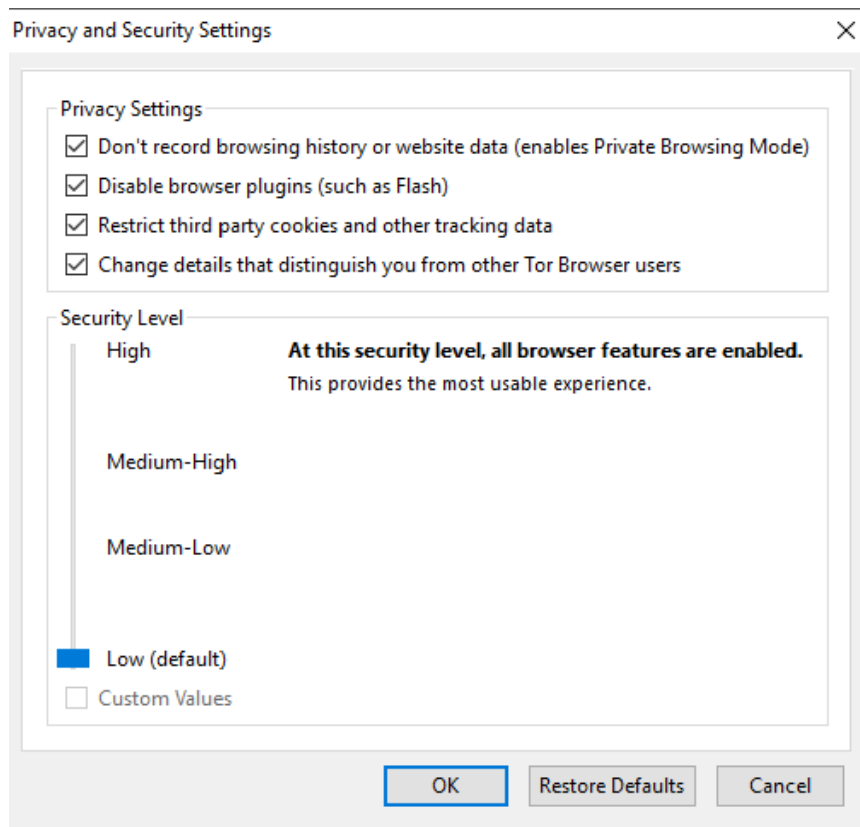 Privacy and Security Settings
Privacy Settings
Don't record browsing history or website data (enables Private Browsing Mode)
Disable browser plugins (such as Flash)
Restrict third party cookies and other tracking data
Change details that distinguish you from other Tor Browser users
Security Level
High
At this security level, all browser features are enabled.
This provides the most usable experience.
Medium-High
Medium-Low
Low (default)
Custom Values
OK
Restore Defaults
Cancel